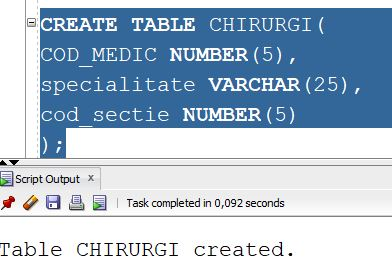 CREATE TABLE CHIRURGI(
COD_MEDIC NUMBER(5),
specialitate VARCHAR(25),
cod_sectie NUMBER(5)
);
Script Output x
Task completed in 0,092 seconds
Table CHIRURGI created.